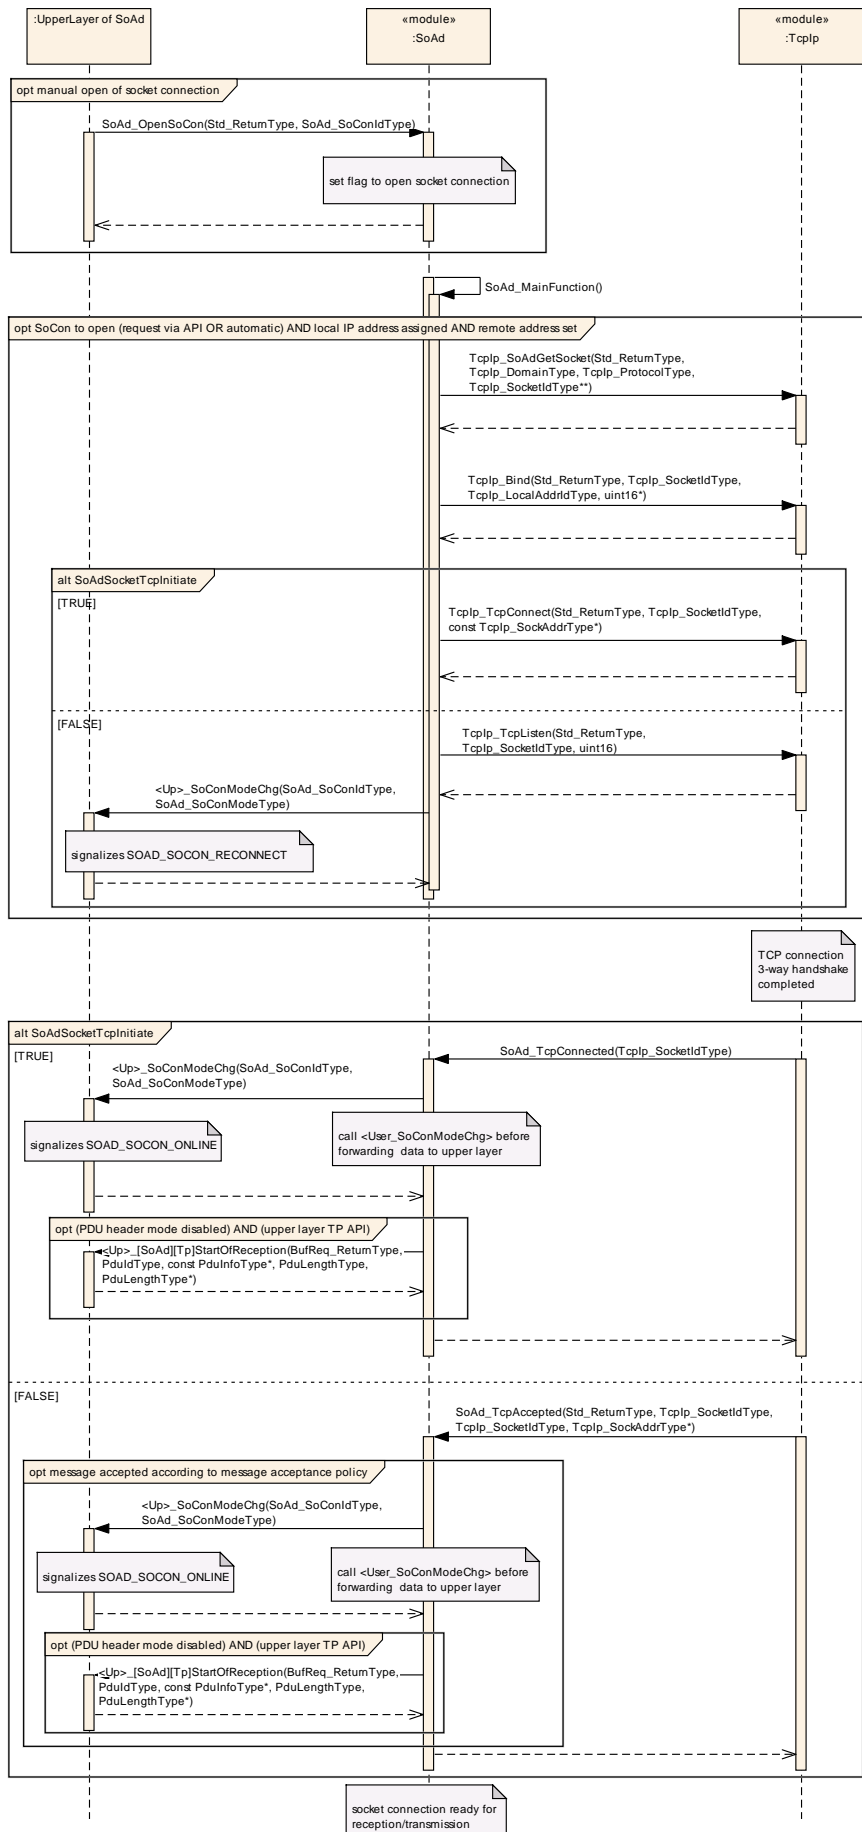 :UpperLayer of SoAd
«module»
:SoAd
«module»
:TcpIp
opt manual open of socket connection
SoAd_OpenSoCon(Std_ReturnType, SoAd_SoConIdType)
set flag to open socket connection
SoAd_MainFunction()
opt SoCon to open (request via API OR automatic) AND local IP address assigned AND remote address set
TcpIp_SoAdGetSocket(Std_ReturnType,
TcpIp_DomainType, TcpIp_ProtocolType,
TcpIp_SocketIdType**)
TcpIp_Bind(Std_ReturnType, TcpIp_SocketIdType,
TcpIp_LocalAddrIdType, uint16*)
alt SoAdSocketTcpInitiate
[TRUE]
TcpIp_TcpConnect(Std_ReturnType, TcpIp_SocketIdType,
const TcpIp_SockAddrType*)
[FALSE]
TcpIp_TcpListen(Std_ReturnType,
TcpIp_SocketIdType, uint16)
<Up>_SoConModeChg(SoAd_SoConIdType,
SoAd_SoConModeType)
signalizes SOAD_SOCON_RECONNECT
TCP connection
3-way handshake
completed
alt SoAdSocketTcpInitiate
[TRUE]
SoAd_TcpConnected(TcpIp_SocketIdType)
<Up>_SoConModeChg(SoAd_SoConIdType,
SoAd_SoConModeType)
signalizes SOAD_SOCON_ONLINE
call <User_SoConModeChg> before
forwarding data to upper layer
opt (PDU header mode disabled) AND (upper layer TP API)
<Up>_[SoAd][Tp]StartOfReception(BufReq_ReturnType,
PduIdType, const PduInfoType*, PduLengthType,
PduLengthType*)
[FALSE]
SoAd_TcpAccepted(Std_ReturnType, TcpIp_SocketIdType,
TcpIp_SocketIdType, TcpIp_SockAddrType*)
opt message accepted according to message acceptance policy
<Up>_SoConModeChg(SoAd_SoConIdType,
SoAd_SoConModeType)
signalizes SOAD_SOCON_ONLINE
call <User_SoConModeChg> before
forwarding data to upper layer
opt (PDU header mode disabled) AND (upper layer TP API)
<Up>_[SoAd][Tp]StartOfReception(BufReq_ReturnType,
PduIdType, const PduInfoType*, PduLengthType,
PduLengthType*)
socket connection ready for
reception/transmission